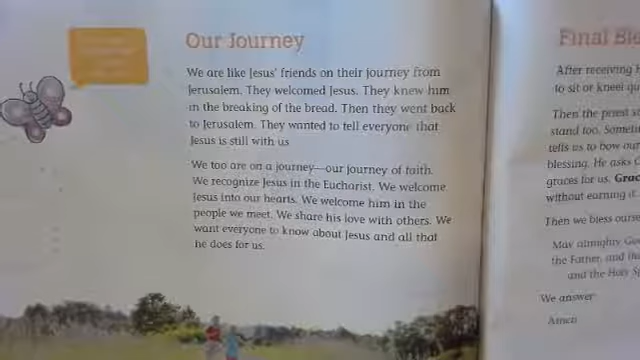 Our Journey
We are like Jesus' friends on their journey from
Jerusalem. They welcomed Jesus. They knew him
in the breaking of the bread. Then they went back
to Jerusalem. They wanted to tell everyone that
Jesus is still with us
We too are on a journey—our journey of faith.
We recognize Jesus in the Eucharist. We welcome
Jesus into our hearts. We welcome him in the
people we meet. We share his love with others. We
want everyone to know about Jesus and all that
he does for us.
Final
After receiving
to sit or kneel
Then the priest
stand too.
tells us to bow our
blessing. He asks
graces for us.
without earning it.
Then we bless
May almighty
the Father, and
and the Holy
We answer
Amen